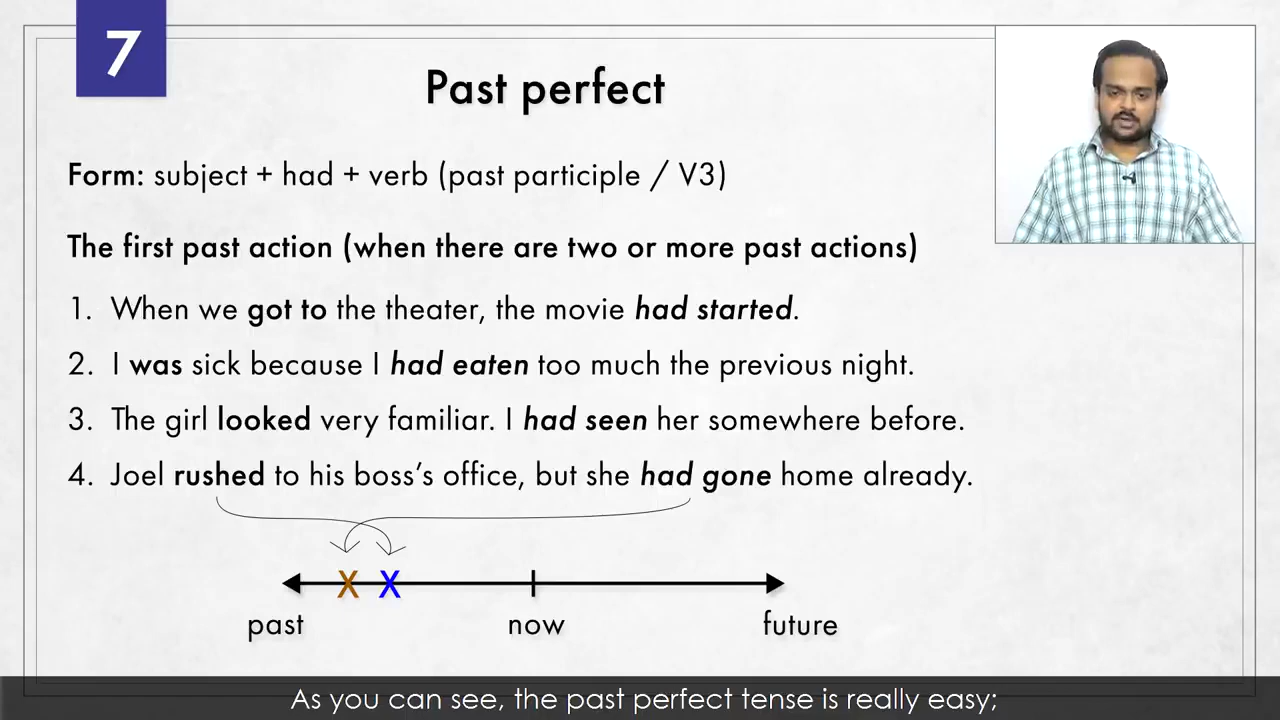 7
Past perfect
Form: subject + had + verb (past participle / V3)
The first past action (when there are two or more past actions)
1. When we got to the theater, the movie had started.
2. I was sick because I had eaten too much the previous night.
3. The girl looked very familiar. I had seen her somewhere before.
4. Joel rushed to his boss’s office, but she had gone home already.
X X
past now future
As you can see, the past perfect tense is really easy;